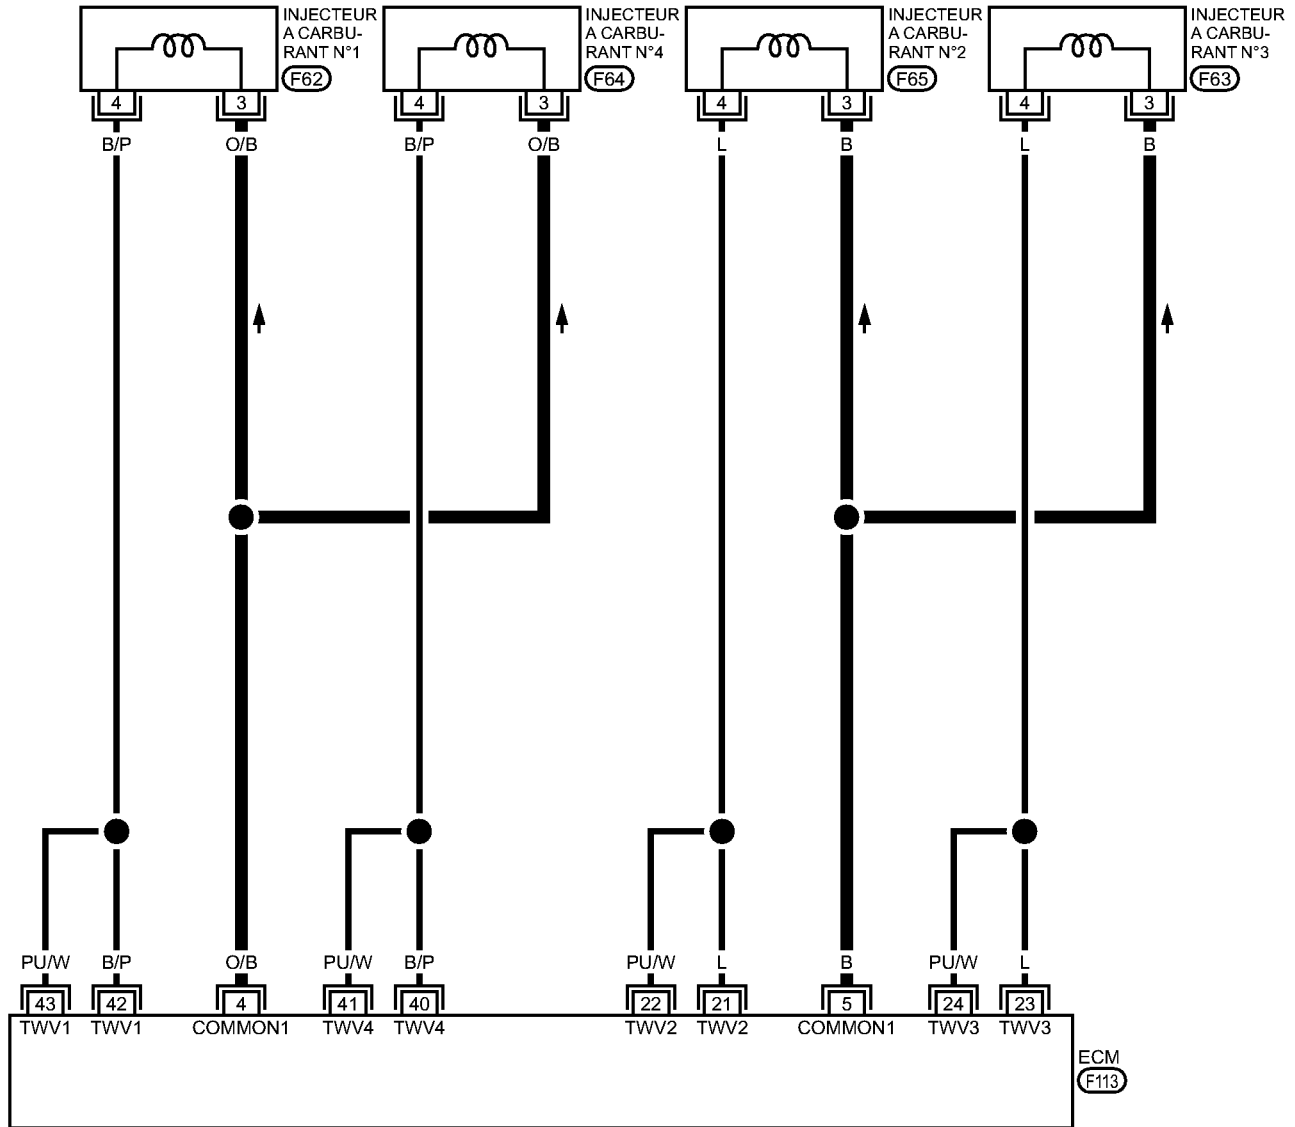 INJECTEUR
A CARBU-
RANT N°1
F62
INJECTEUR
A CARBU-
RANT N°4
F64
INJECTEUR
A CARBU-
RANT N°2
F65
INJECTEUR
A CARBU-
RANT N°3
F63
4 3 4 3 4 3 4 3
B/P O/B B/P O/B L B L B
PU/W B/P O/B PU/W B/P PU/W L B PU/W L
43 42 4 41 40 22 21 5 24 23
TWV1 TWV1 COMMON1 TWV4 TWV4 TWV2 TWV2 COMMON1 TWV3 TWV3
ECM
F113